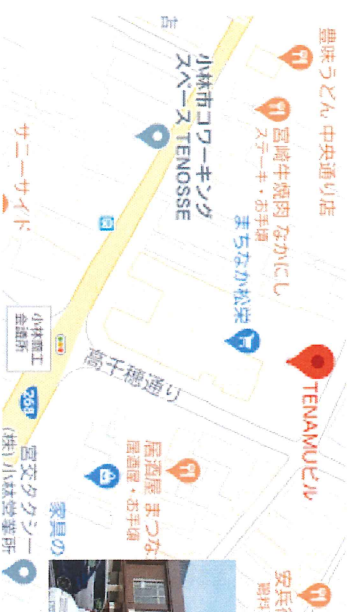 豊味うどん 中央通り店
宮崎牛焼肉 なかにし
ステーキ・お手頃
まちなか松栄
TENAMUビル
小林市コワーキング
スペース TENOSSE
サニーサイド
高千穂通り
小林商工
会議所
268
居酒屋 まつな
居酒屋・お手頃
安兵衛
家具の
宮交タクシー
(株) 小林営業所